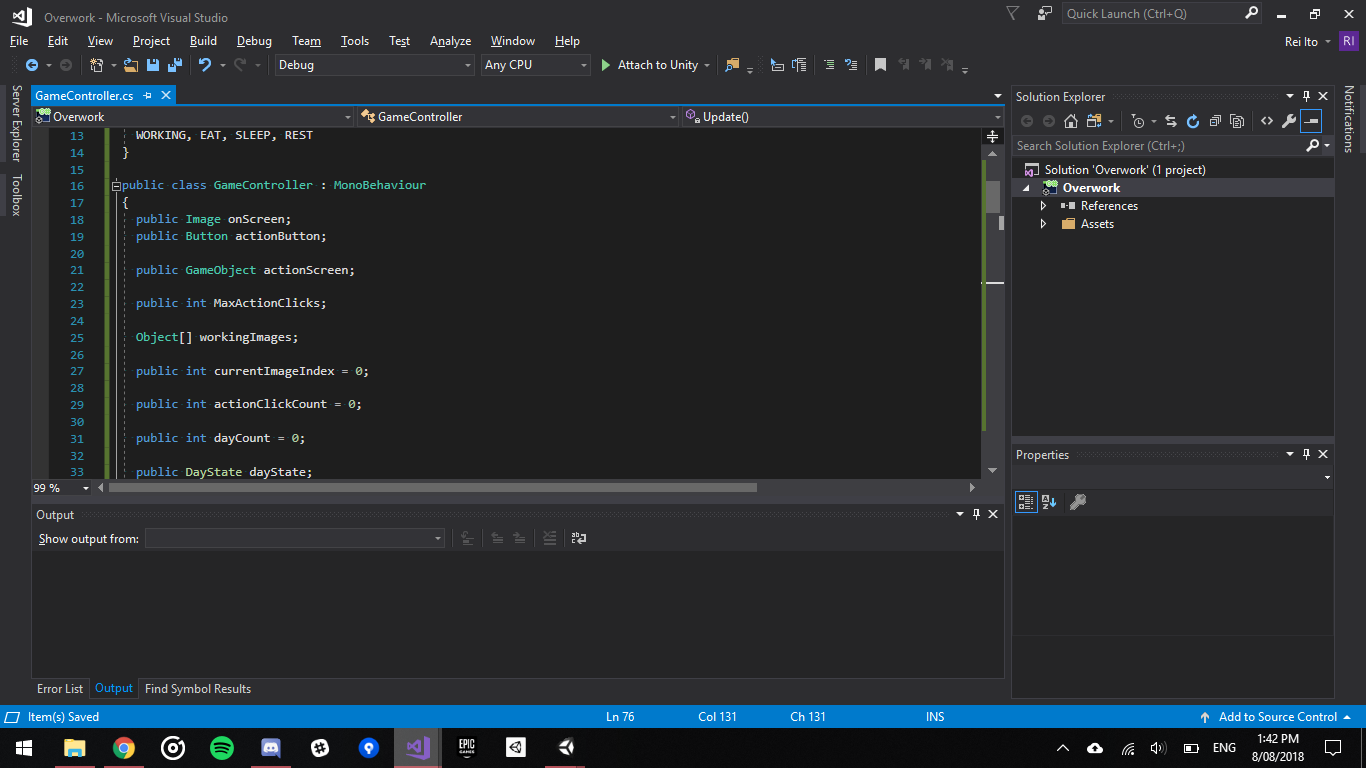 Overwork - Microsoft Visual Studio
Quick Launch (Ctrl+Q)
File Edit View Project Build Debug Team Tools Test Analyze Window Help
Rei Ito RI
Debug Any CPU Attach to Unity
Server Explorer
Toolbox
Notifications
GameController.cs
Overwork GameController Update()
13 WORKING, EAT, SLEEP, REST
14 }
15
16 public class GameController : MonoBehaviour
17 {
18 public Image onScreen;
19 public Button actionButton;
20
21 public GameObject actionScreen;
22
23 public int MaxActionClicks;
24
25 Object[] workingImages;
26
27 public int currentImageIndex = 0;
28
29 public int actionClickCount = 0;
30
31 public int dayCount = 0;
32
33 public DayState dayState;
99 %
Solution Explorer
Search Solution Explorer (Ctrl+;)
Solution 'Overwork' (1 project)
Overwork
References
Assets
Properties
Output
Show output from:
Error List Output Find Symbol Results
Item(s) Saved Ln 76 Col 131 Ch 131 INS Add to Source Control
EPIC GAMES
ENG
1:42 PM
8/08/2018